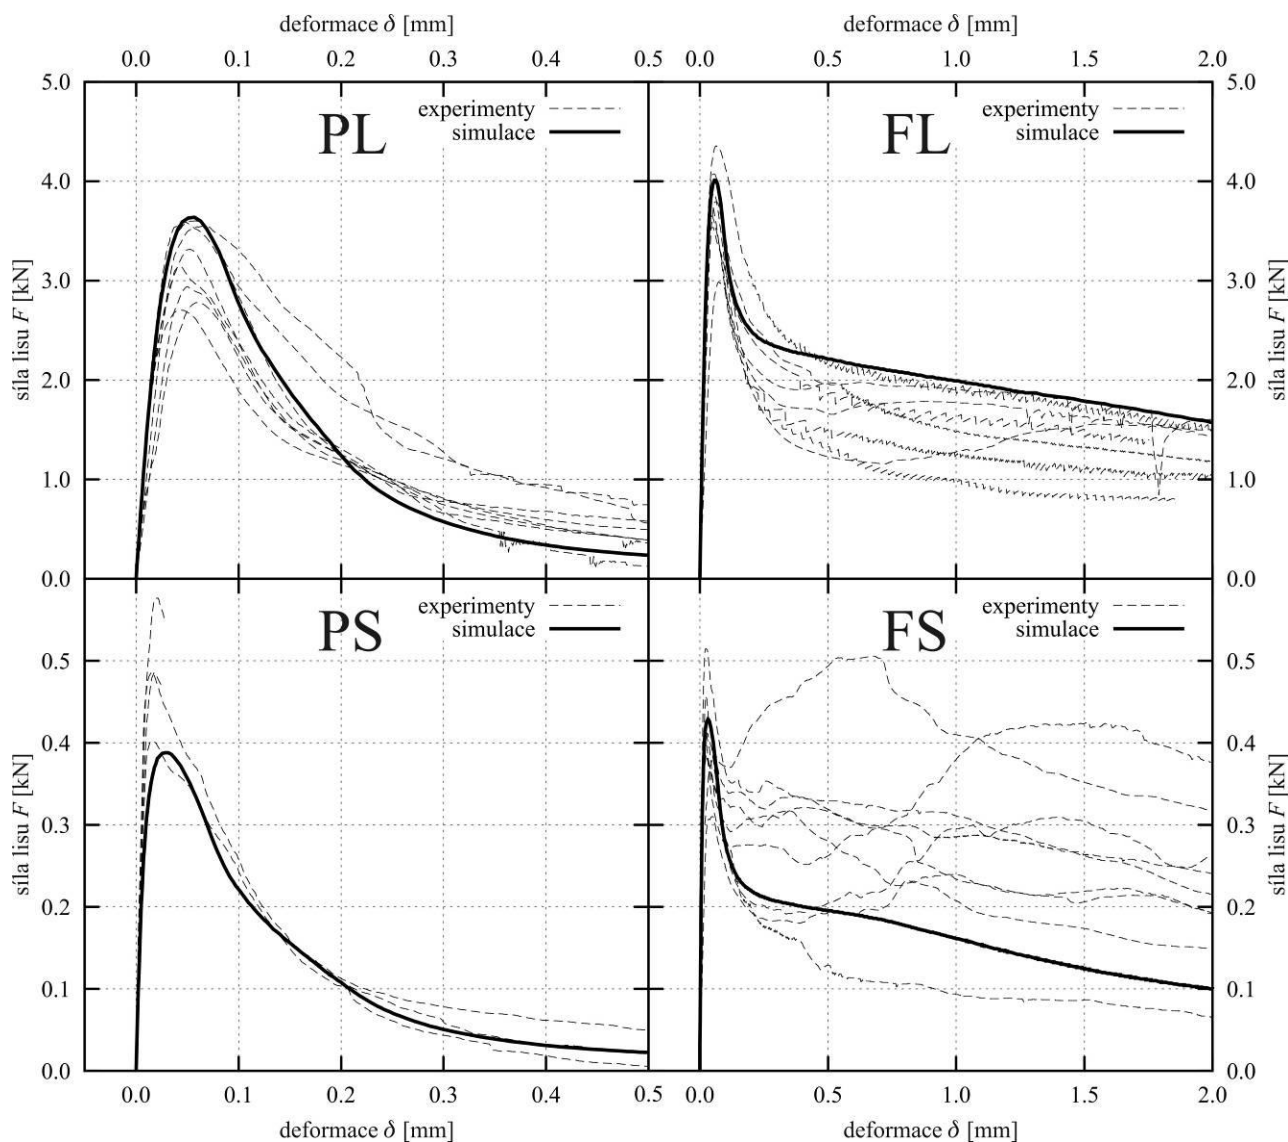 deformace δ [mm] deformace δ [mm]
0.0 0.1 0.2 0.3 0.4 0.5 0.0 0.5 1.0 1.5 2.0
5.0 PL experimenty FL experimenty 5.0
simulace simulace
4.0 4.0
síla lisu F [kN] 3.0 3.0 síla lisu F [kN]
2.0 2.0
1.0 1.0
0.0 0.0
PS experimenty FS experimenty
simulace simulace
0.5 0.5
0.4 0.4
síla lisu F [kN] 0.3 0.3 síla lisu F [kN]
0.2 0.2
0.1 0.1
0.0 0.0
0.0 0.1 0.2 0.3 0.4 0.5 0.0 0.5 1.0 1.5 2.0
deformace δ [mm] deformace δ [mm]